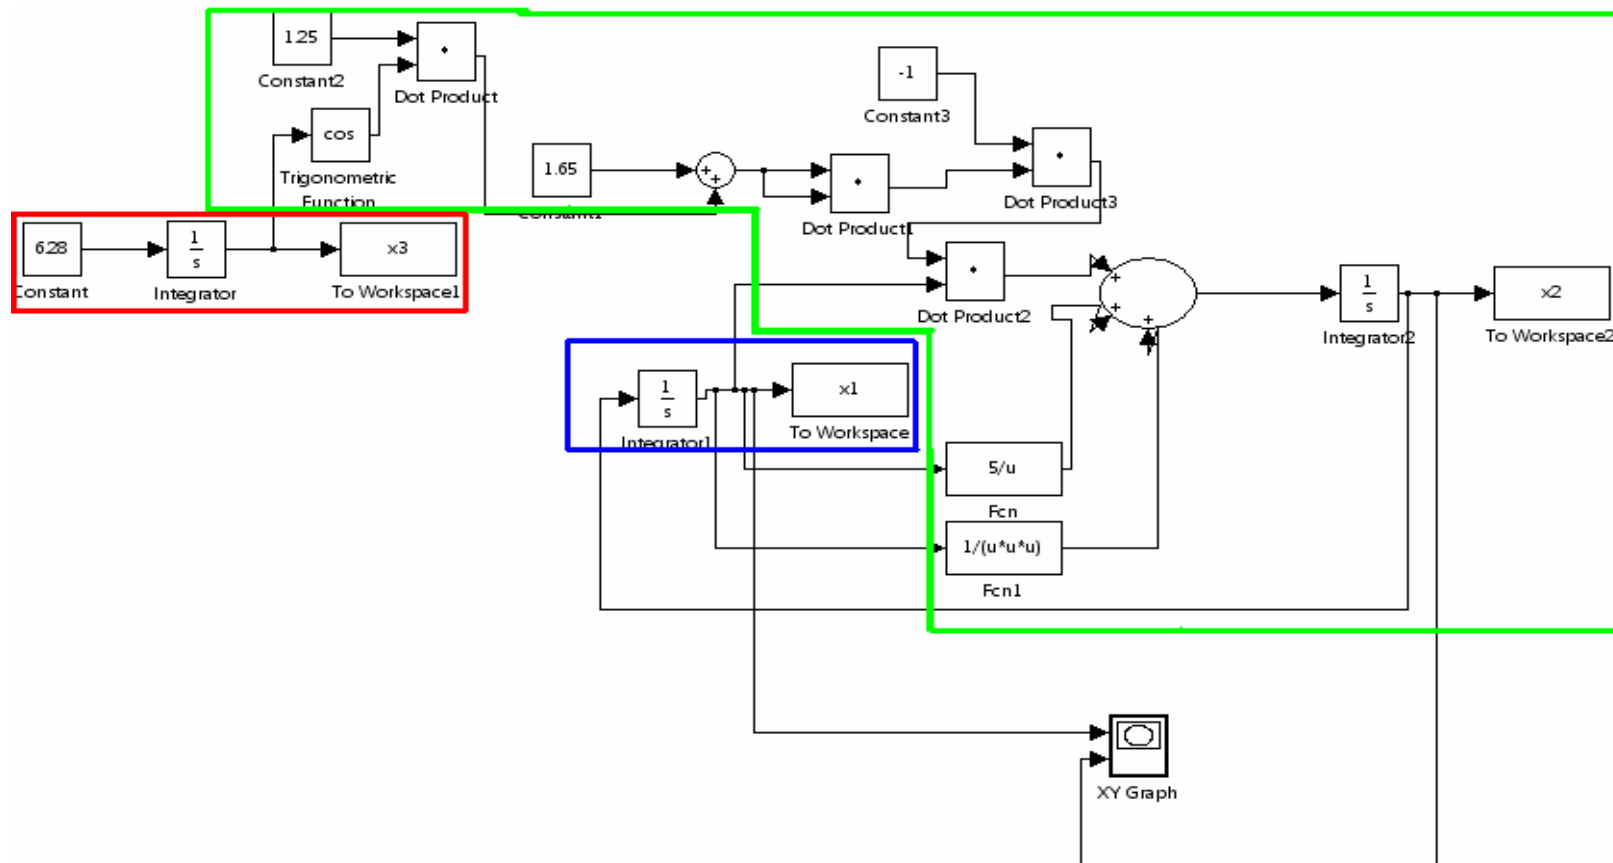 1.25
Constant2
Dot Product
-1
Constant3
cos
Trigonometric
Function
1.65
Constant1
+
+
Dot Product1
Dot Product3
6.28
Constant
1
s
Integrator
x3
To Workspace1
Dot Product2
+
+
+
1
s
Integrator2
x2
To Workspace2
1
s
Integrator1
x1
To Workspace
5/u
Fcn
1/(u*u*u)
Fcn1
XY Graph